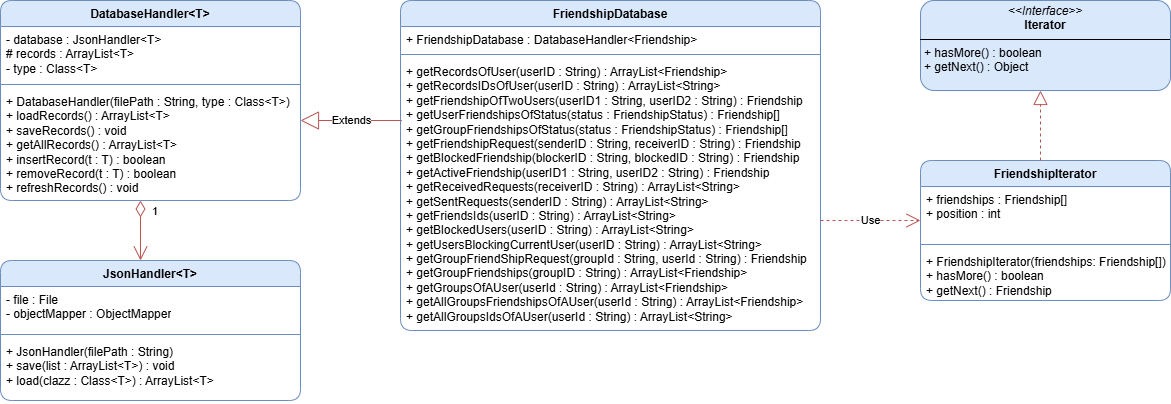 DatabaseHandler<T>
- database : JsonHandler<T>
# records : ArrayList<T>
- type : Class<T>
+ DatabaseHandler(filePath : String, type : Class<T>)
+ loadRecords() : ArrayList<T>
+ saveRecords() : void
+ getAllRecords() : ArrayList<T>
+ insertRecord(t : T) : boolean
+ removeRecord(t : T) : boolean
+ refreshRecords() : void
1
JsonHandler<T>
- file : File
- objectMapper : ObjectMapper
+ JsonHandler(filePath : String)
+ save(list : ArrayList<T>) : void
+ load(clazz : Class<T>) : ArrayList<T>
Extends
FriendshipDatabase
+ FriendshipDatabase : DatabaseHandler<Friendship>
+ getRecordsOfUser(userID : String) : ArrayList<Friendship>
+ getRecordsIDsOfUser(userID : String) : ArrayList<String>
+ getFriendshipOfTwoUsers(userID1 : String, userID2 : String) : Friendship
+ getUserFriendshipsOfStatus(status : FriendshipStatus) : Friendship[]
+ getGroupFriendshipsOfStatus(status : FriendshipStatus) : Friendship[]
+ getFriendshipRequest(senderID : String, receiverID : String) : Friendship
+ getBlockedFriendship(blockerID : String, blockedID : String) : Friendship
+ getActiveFriendship(userID1 : String, userID2 : String) : Friendship
+ getReceivedRequests(receiverID : String) : ArrayList<String>
+ getSentRequests(senderID : String) : ArrayList<String>
+ getFriendsIds(userID : String) : ArrayList<String>
+ getBlockedUsers(userID : String) : ArrayList<String>
+ getUsersBlockingCurrentUser(userID : String) : ArrayList<String>
+ getGroupFriendShipRequest(groupId : String, userId : String) : Friendship
+ getGroupFriendships(groupID : String) : ArrayList<Friendship>
+ getGroupsOfAUser(userId : String) : ArrayList<Friendship>
+ getAllGroupsFriendshipsOfAUser(userId : String) : ArrayList<Friendship>
+ getAllGroupsIdsOfAUser(userId : String) : ArrayList<String>
Use
<<Interface>>
Iterator
+ hasMore() : boolean
+ getNext() : Object
FriendshipIterator
+ friendships : Friendship[]
+ position : int
+ FriendshipIterator(friendships: Friendship[])
+ hasMore() : boolean
+ getNext() : Friendship